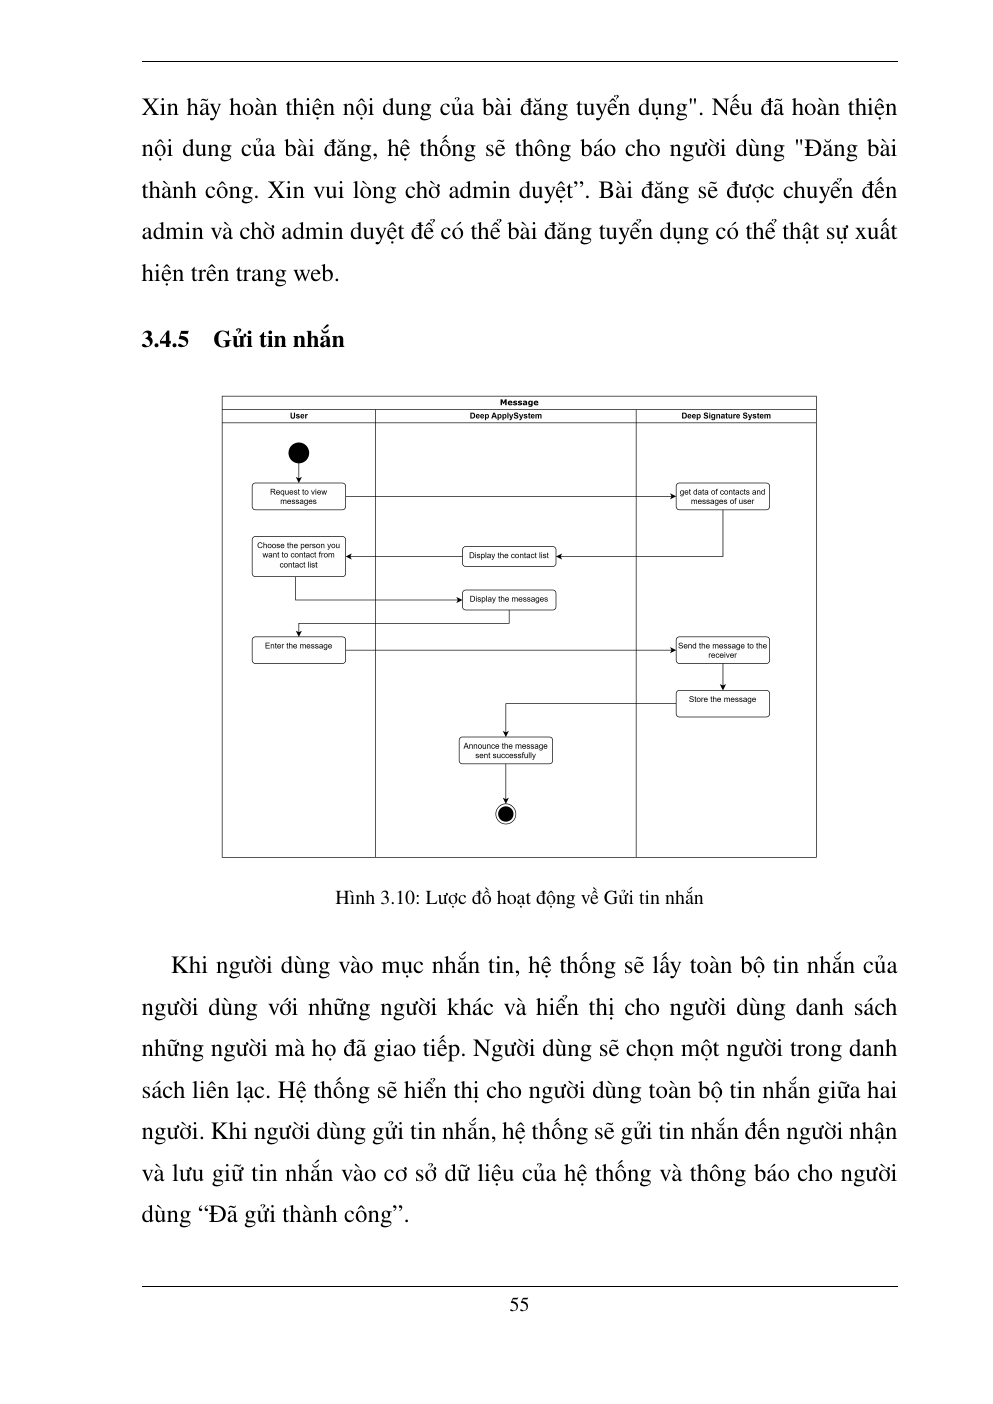 Xin hãy hoàn thiện nội dung của bài đăng tuyển dụng". Nếu đã hoàn thiện
nội dung của bài đăng, hệ thống sẽ thông báo cho người dùng "Đăng bài
thành công. Xin vui lòng chờ admin duyệt”. Bài đăng sẽ được chuyển đến
admin và chờ admin duyệt để có thể bài đăng tuyển dụng có thể thật sự xuất
hiện trên trang web.
3.4.5 Gửi tin nhắn
Message
User
Deep ApplySystem
Deep Signature System
Request to view
messages
get data of contacts and
messages of user
Choose the person you
want to contact from
contact list
Display the contact list
Display the messages
Enter the message
Send the message to the
receiver
Store the message
Announce the message
sent successfully
Hình 3.10: Lược đồ hoạt động về Gửi tin nhắn
Khi người dùng vào mục nhắn tin, hệ thống sẽ lấy toàn bộ tin nhắn của
người dùng với những người khác và hiển thị cho người dùng danh sách
những người mà họ đã giao tiếp. Người dùng sẽ chọn một người trong danh
sách liên lạc. Hệ thống sẽ hiển thị cho người dùng toàn bộ tin nhắn giữa hai
người. Khi người dùng gửi tin nhắn, hệ thống sẽ gửi tin nhắn đến người nhận
và lưu giữ tin nhắn vào cơ sở dữ liệu của hệ thống và thông báo cho người
dùng “Đã gửi thành công”.
55